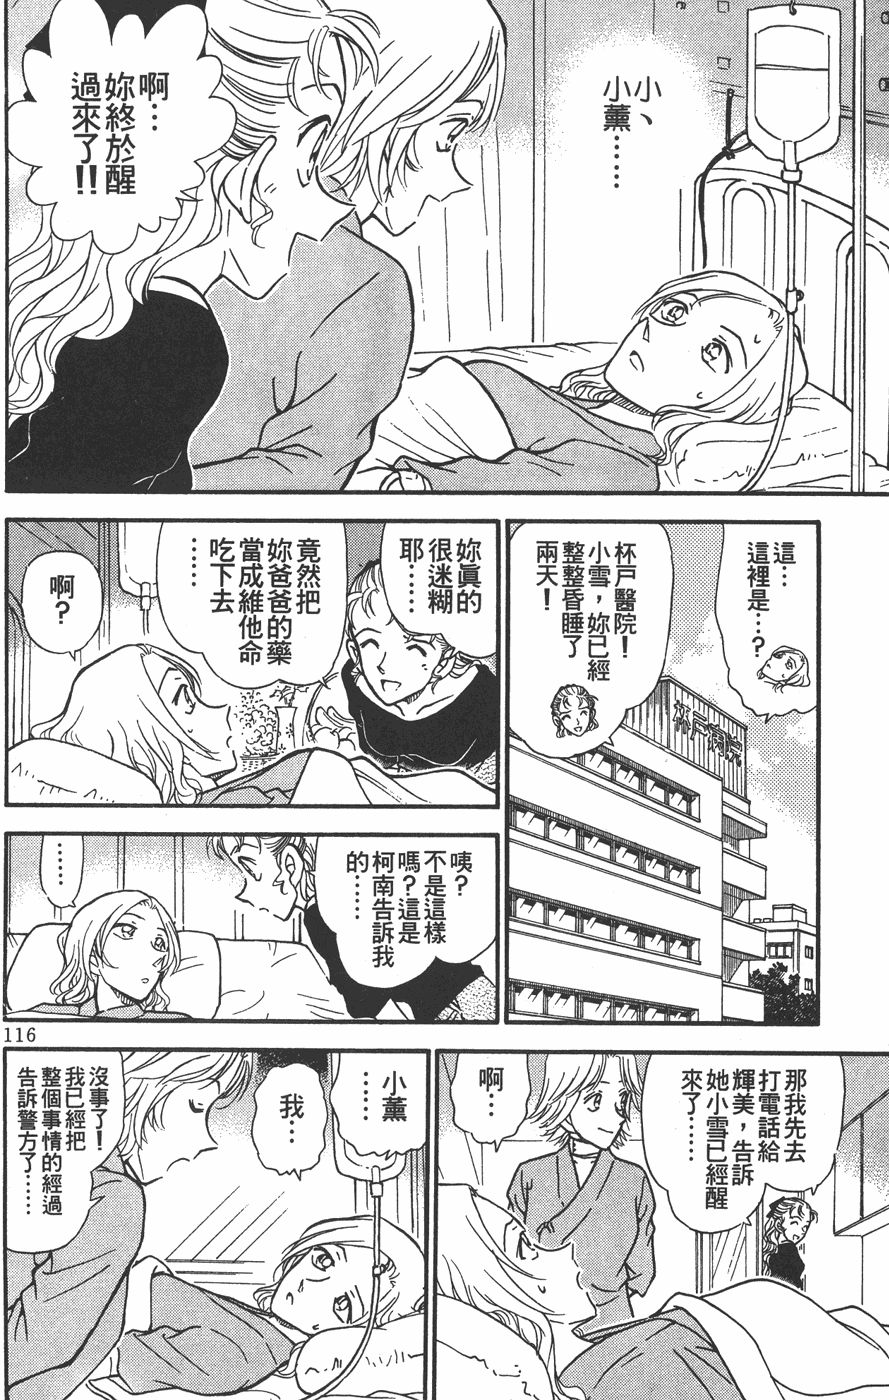 小、
小薰……
啊…
妳終於醒
過來了!!
這…
這裡是…?
杯戶醫院!
小雪,妳已經
整整昏睡了
兩天!
杯戶病院
妳真的
很迷糊
耶……
竟然把
妳爸爸的藥
當成維他命
吃下去
……
啊?
咦?
不是這樣
嗎?這是
柯南告訴我
的……
……
116
那我先去
打電話給
輝美,告訴
她小雪已經醒
來了……
啊…
小薰
……
我…
沒事了!
我已經把
整個事情的經過
告訴警方了……